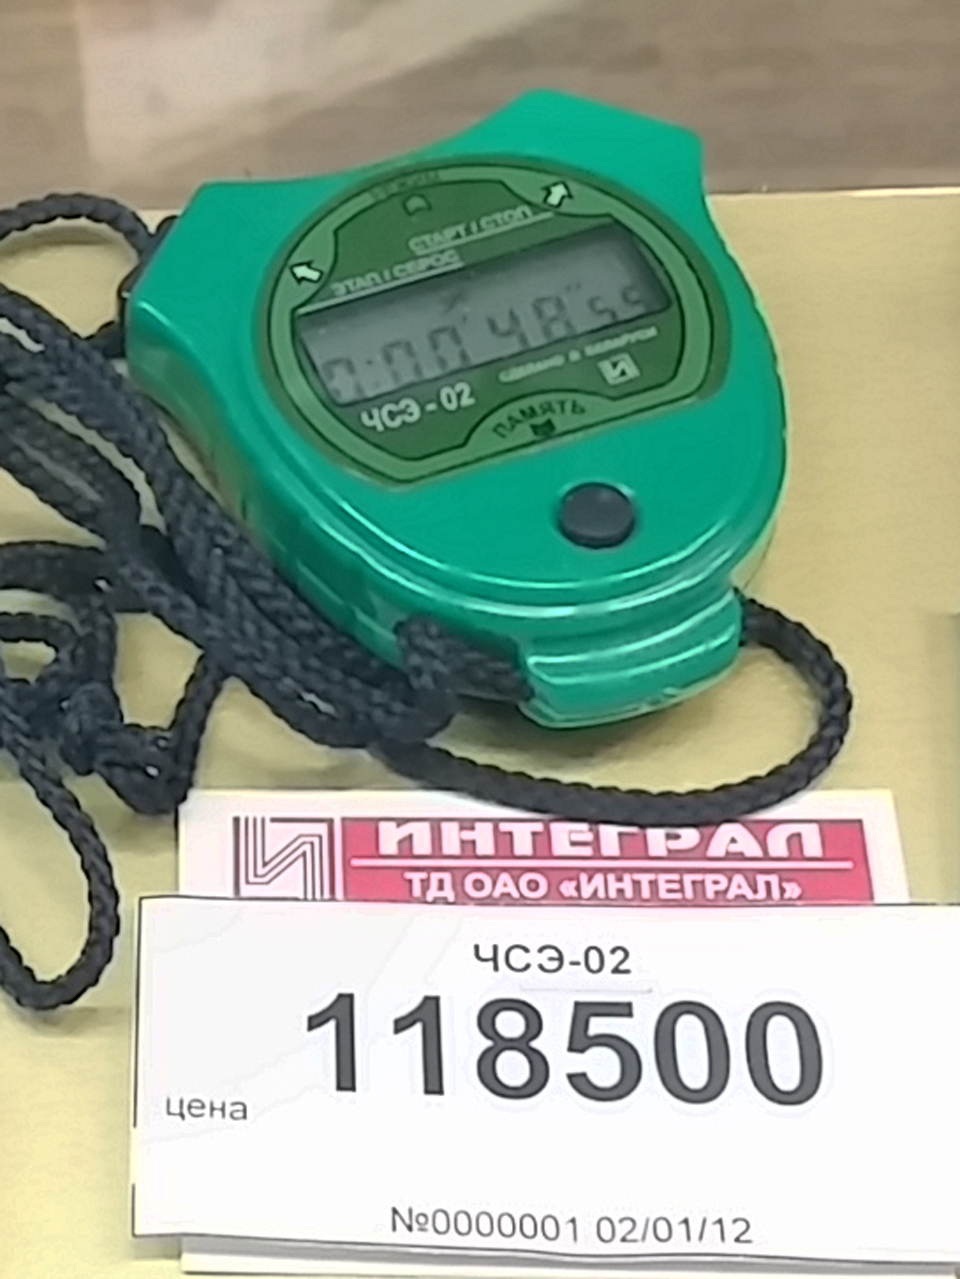 РЕЖИМ
СТАРТ / СТОП
ЭТАП / СБРОС
0:00'48"55
СДЕЛАНО В БЕЛАРУСИ
ЧСЭ - 02
ПАМЯТЬ
ИНТЕГРАЛ
ТД ОАО «ИНТЕГРАЛ»
ЧСЭ-02
118500
цена
№0000001 02/01/12